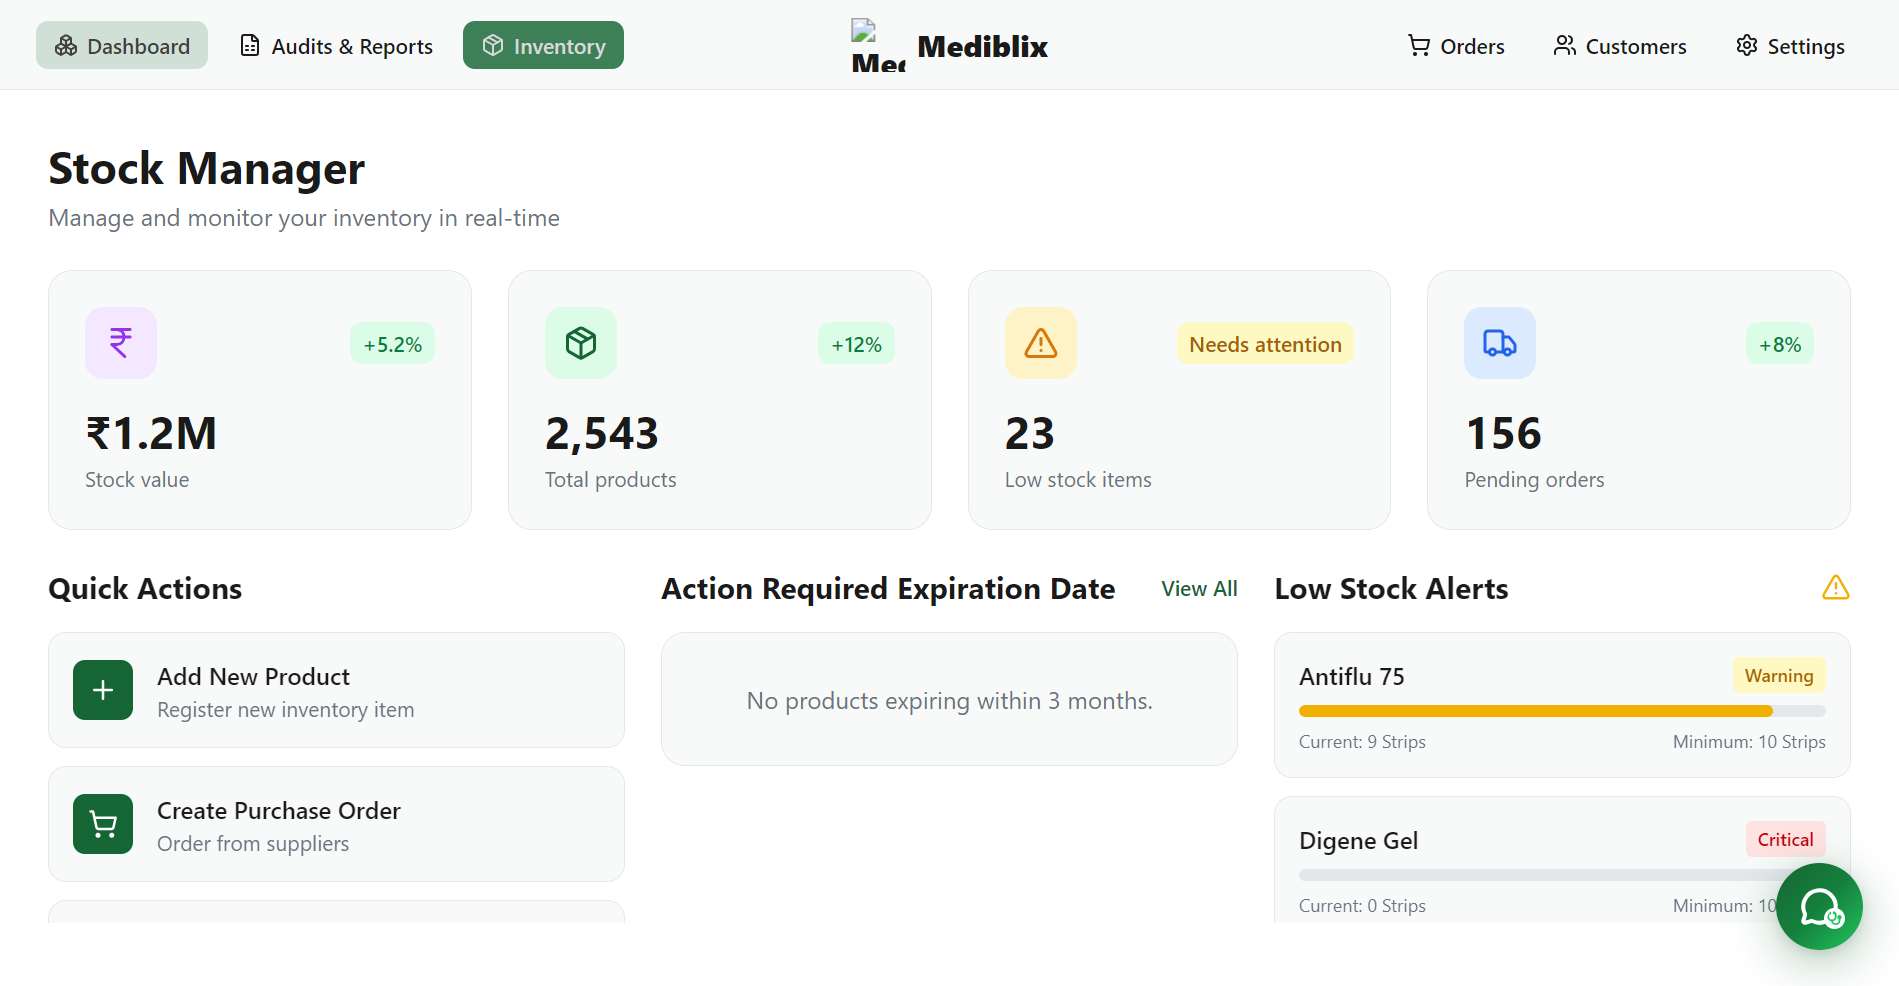 Dashboard
Audits & Reports
Inventory
Med
Mediblix
Orders
Customers
Settings
Stock Manager
Manage and monitor your inventory in real-time
+5.2%
₹1.2M
Stock value
+12%
2,543
Total products
Needs attention
23
Low stock items
+8%
156
Pending orders
Quick Actions
Add New Product
Register new inventory item
Create Purchase Order
Order from suppliers
Action Required Expiration Date
View All
No products expiring within 3 months.
Low Stock Alerts
Antiflu 75
Warning
Current: 9 Strips
Minimum: 10 Strips
Digene Gel
Critical
Current: 0 Strips
Minimum: 10